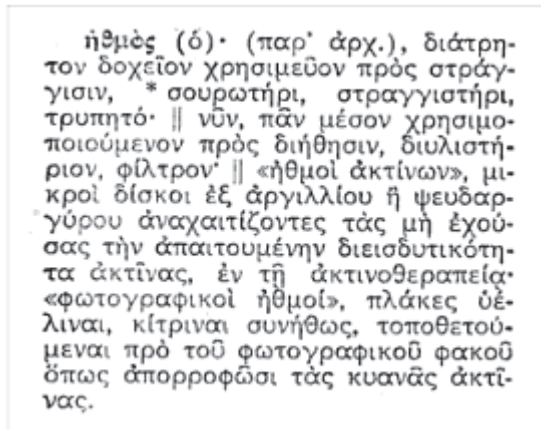 ἠθμὸς (ὁ)· (παρ' ἀρχ.), διάτρη-
τον δοχεῖον χρησιμεῦον πρὸς στράγ-
γισιν, * σουρωτήρι, στραγγιστήρι,
τρυπητό· || νῦν, πᾶν μέσον χρησιμο-
ποιούμενον πρὸς διήθησιν, διυλιστή-
ριον, φίλτρον· || «ἠθμοὶ ἀκτίνων», μι-
κροὶ δίσκοι ἐξ ἀργιλλίου ἢ ψευδαρ-
γύρου ἀναχαιτίζοντες τὰς μὴ ἐχού-
σας τὴν ἀπαιτουμένην διεισδυτικότη-
τα ἀκτῖνας, ἐν τῇ ἀκτινοθεραπείᾳ·
«φωτογραφικοὶ ἠθμοί», πλάκες ὑέ-
λιναι, κίτριναι συνήθως, τοποθετού-
μεναι πρὸ τοῦ φωτογραφικοῦ φακοῦ
ὅπως ἀπορροφῶσι τὰς κυανᾶς ἀκτῖ-
νας.